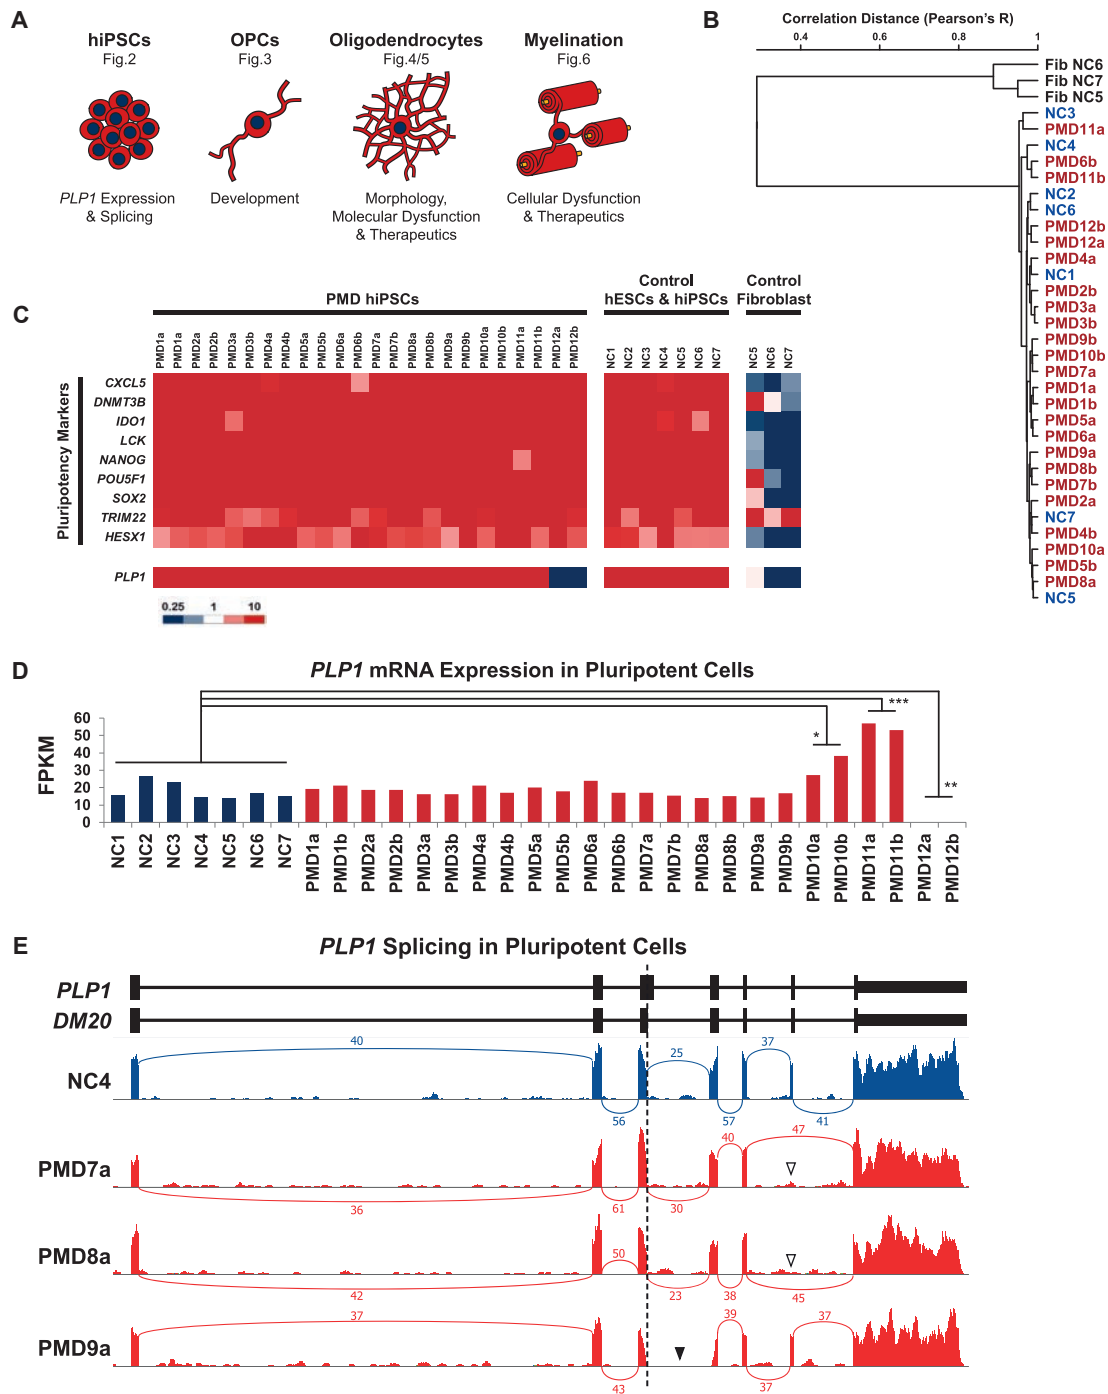 A
hiPSCs
Fig.2
PLP1 Expression
& Splicing
OPCs
Fig.3
Development
Oligodendrocytes
Fig.4/5
Morphology,
Molecular Dysfunction
& Therapeutics
Myelination
Fig.6
Cellular Dysfunction
& Therapeutics
B
Correlation Distance (Pearson's R)
0.4 0.6 0.8 1
Fib NC6
Fib NC7
Fib NC5
NC3
PMD11a
NC4
PMD6b
PMD11b
NC2
NC6
PMD12b
PMD12a
PMD4a
NC1
PMD2b
PMD3a
PMD3b
PMD9b
PMD10b
PMD7a
PMD1a
PMD1b
PMD5a
PMD6a
PMD9a
PMD8b
PMD7b
PMD2a
NC7
PMD4b
PMD10a
PMD5b
PMD8a
NC5
C
PMD hiPSCs
Control
hESCs & hiPSCs
Control
Fibroblast
PMD1a PMD1a PMD2a PMD2b PMD3a PMD3b PMD4a PMD4b PMD5a PMD5b PMD6a PMD6b PMD7a PMD7b PMD8a PMD8b PMD9a PMD9b PMD10a PMD10b PMD11a PMD11b PMD12a PMD12b
NC1 NC2 NC3 NC4 NC5 NC6 NC7
NC5 NC6 NC7
Pluripotency Markers
CXCL5
DNMT3B
IDO1
LCK
NANOG
POU5F1
SOX2
TRIM22
HESX1
PLP1
0.25 1 10
D
PLP1 mRNA Expression in Pluripotent Cells
FPKM
60
50
40
30
20
10
0
*
***
**
NC1 NC2 NC3 NC4 NC5 NC6 NC7 PMD1a PMD1b PMD2a PMD2b PMD3a PMD3b PMD4a PMD4b PMD5a PMD5b PMD6a PMD6b PMD7a PMD7b PMD8a PMD8b PMD9a PMD9b PMD10a PMD10b PMD11a PMD11b PMD12a PMD12b
E
PLP1 Splicing in Pluripotent Cells
PLP1
DM20
NC4
40 25 37
56 57 41
PMD7a
40 47
36 61 30
PMD8a
50
42 23 38 45
PMD9a
37 39 37
43 37